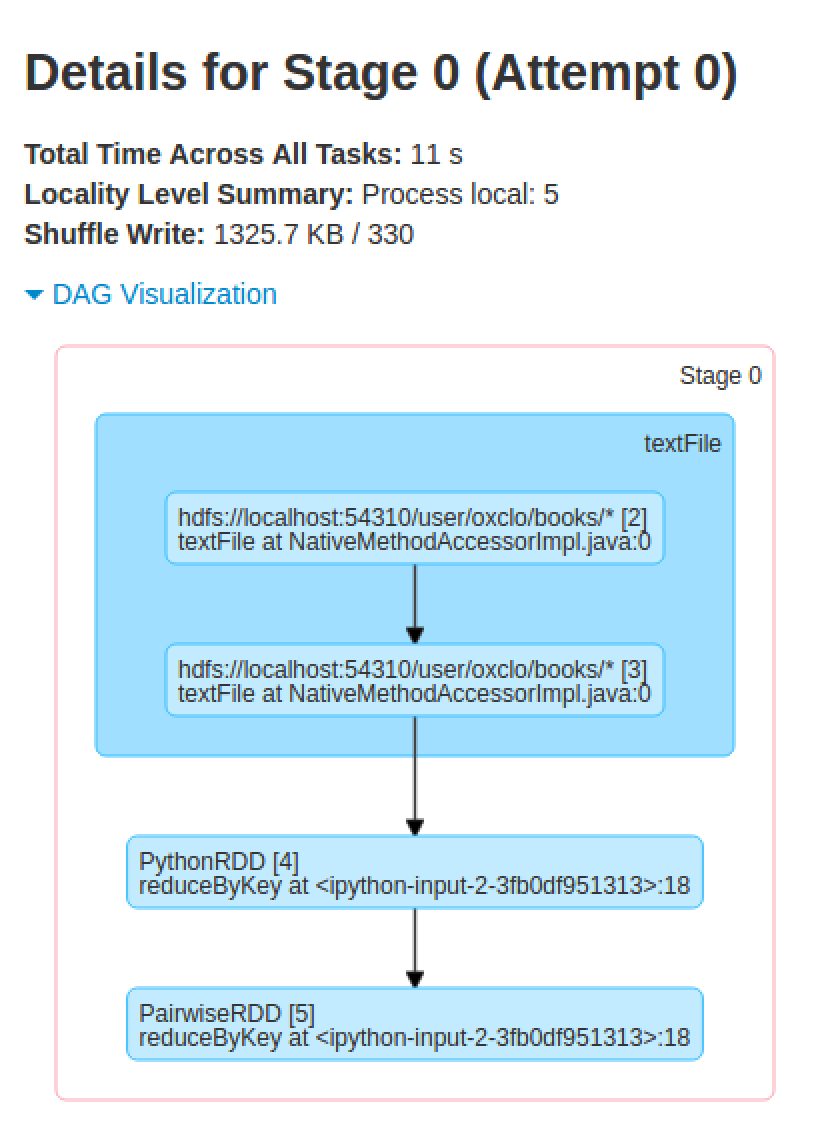 Details for Stage 0 (Attempt 0)
Total Time Across All Tasks: 11 s
Locality Level Summary: Process local: 5
Shuffle Write: 1325.7 KB / 330
DAG Visualization
Stage 0
textFile
hdfs://localhost:54310/user/oxclo/books/* [2]
textFile at NativeMethodAccessorImpl.java:0
hdfs://localhost:54310/user/oxclo/books/* [3]
textFile at NativeMethodAccessorImpl.java:0
PythonRDD [4]
reduceByKey at <ipython-input-2-3fb0df951313>:18
PairwiseRDD [5]
reduceByKey at <ipython-input-2-3fb0df951313>:18